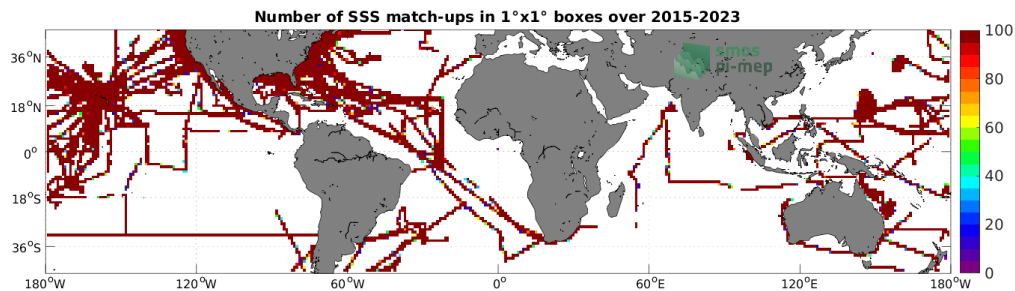 Number of SSS match-ups in 1°x1° boxes over 2015-2023
smos
pi-mep
36°N
18°N
0°
18°S
36°S
180°W
120°W
60°W
0°
60°E
120°E
180°W
100
80
60
40
20
0